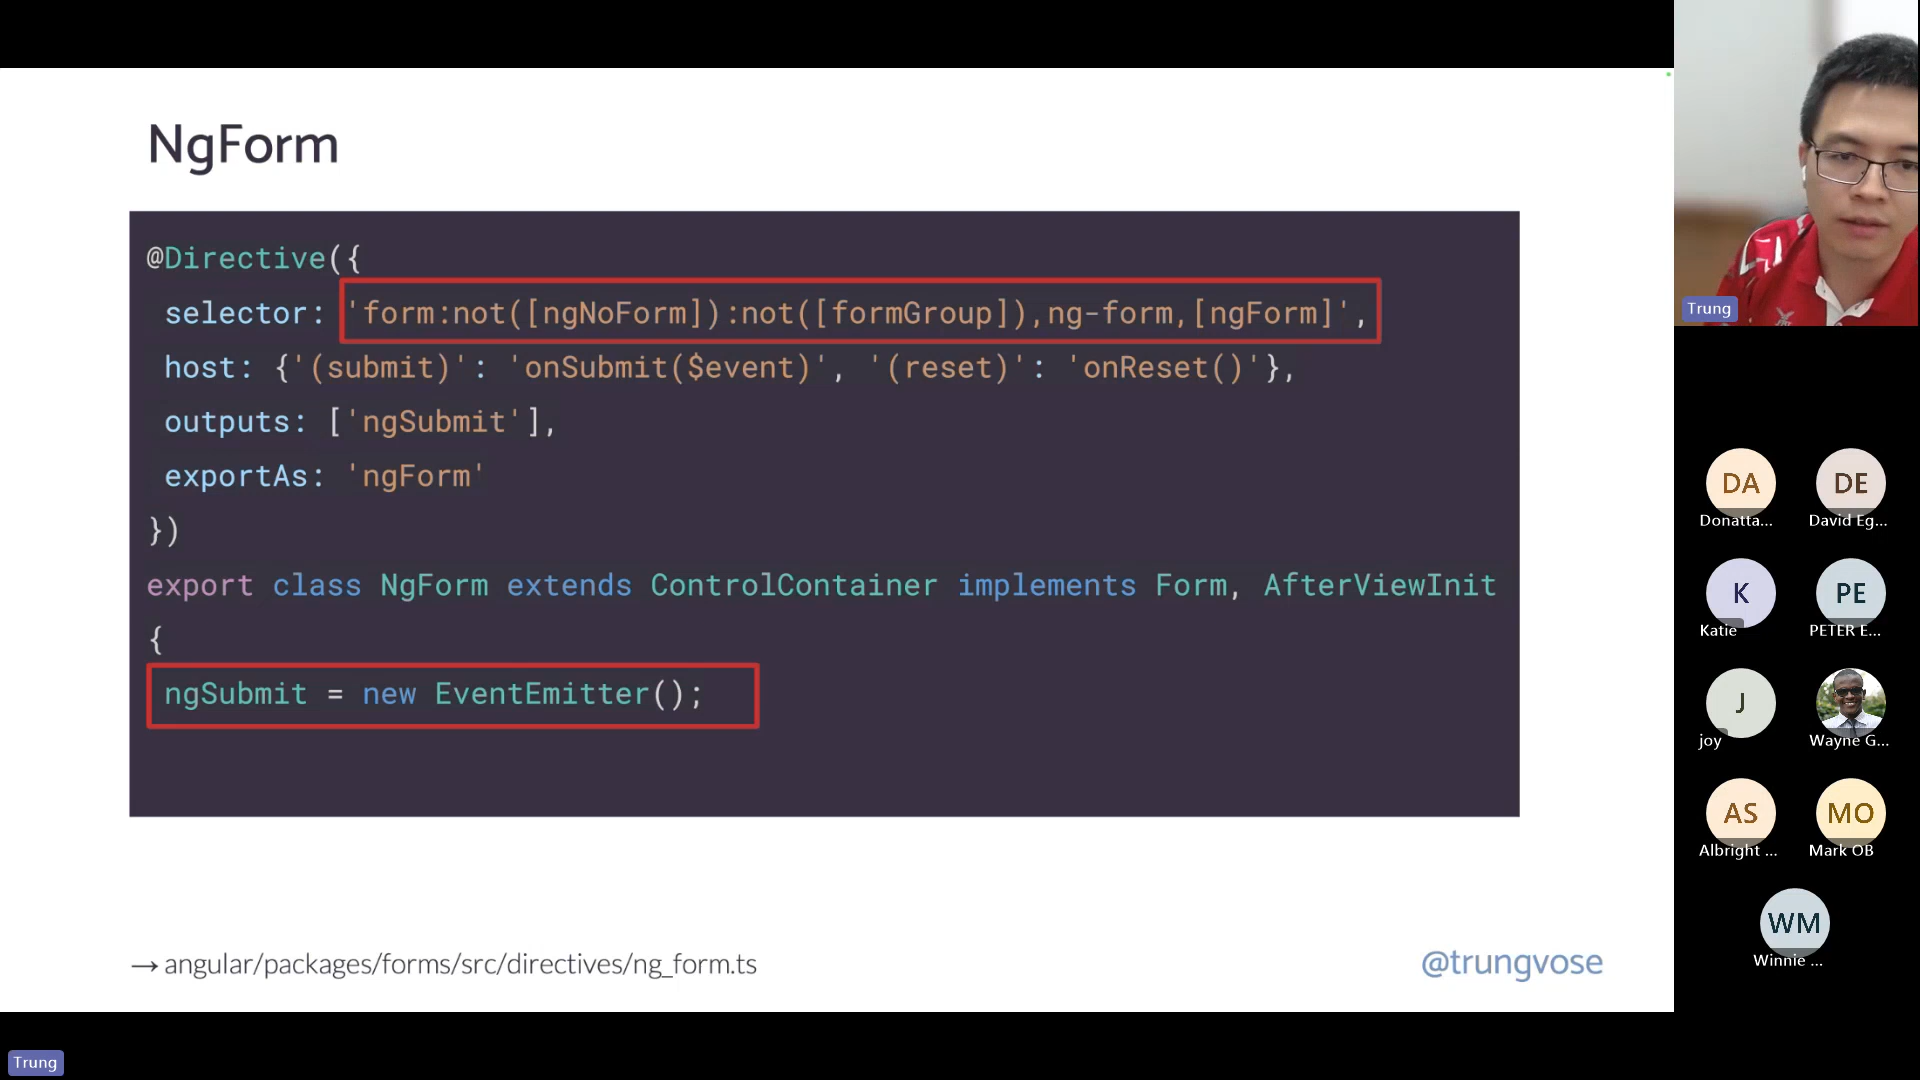 NgForm
@Directive({
selector: 'form:not([ngNoForm]):not([formGroup]),ng-form,[ngForm]',
host: {'(submit)': 'onSubmit($event)', '(reset)': 'onReset()'},
outputs: ['ngSubmit'],
exportAs: 'ngForm'
})
export class NgForm extends ControlContainer implements Form, AfterViewInit
{
ngSubmit = new EventEmitter();
→ angular/packages/forms/src/directives/ng_form.ts
@trungvose
Trung
Trung
DA
Donatta...
DE
David Eg...
K
Katie
PE
PETER E...
J
joy
Wayne G...
AS
Albright ...
MO
Mark OB
WM
Winnie ...